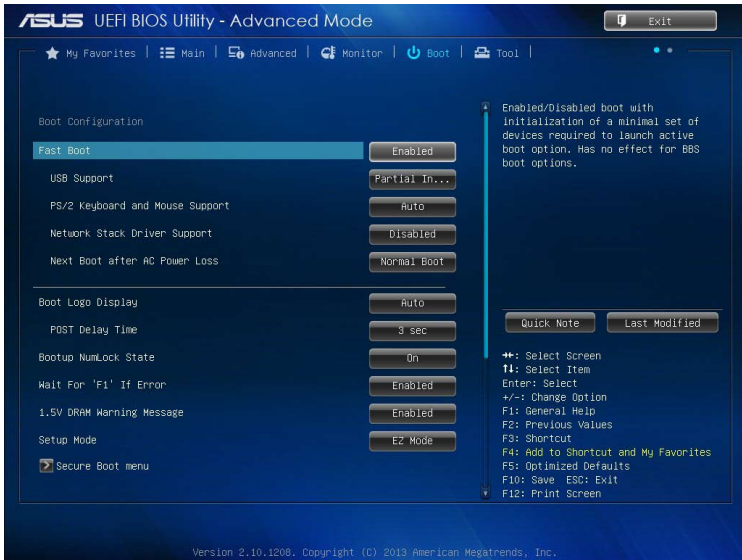 ASUS UEFI BIOS Utility - Advanced Mode
Exit
My Favorites
Main
Advanced
Monitor
Boot
Tool
Boot Configuration
Fast Boot Enabled
USB Support Partial In...
PS/2 Keyboard and Mouse Support Auto
Network Stack Driver Support Disabled
Next Boot after AC Power Loss Normal Boot
Boot Logo Display Auto
POST Delay Time 3 sec
Bootup NumLock State On
Wait For 'F1' If Error Enabled
1.5V DRAM Warning Message Enabled
Setup Mode EZ Mode
Secure Boot menu
Enabled/Disabled boot with
initialization of a minimal set of
devices required to launch active
boot option. Has no effect for BBS
boot options.
Quick Note
Last Modified
→←: Select Screen
↑↓: Select Item
Enter: Select
+/-: Change Option
F1: General Help
F2: Previous Values
F3: Shortcut
F4: Add to Shortcut and My Favorites
F5: Optimized Defaults
F10: Save ESC: Exit
F12: Print Screen
Version 2.10.1208. Copyright (C) 2013 American Megatrends, Inc.